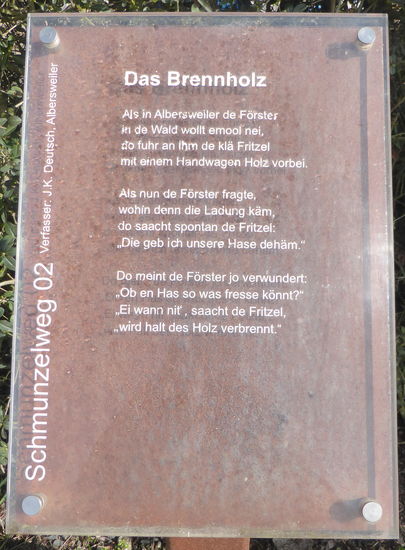 Das Brennholz
Als in Albersweiler de Förster
in de Wald wollt emool nei,
do fuhr an ihm de klä Fritzel
mit einem Handwagen Holz vorbei.
Als nun de Förster fragte,
wohin denn die Ladung käm,
do saacht spontan de Fritzel:
„Die geb ich unsere Hase dehäm.“
Do meint de Förster jo verwundert:
„Ob en Has so was fresse könnt?“
„Ei wann nit', saacht de Fritzel,
„wird halt des Holz verbrennt.“
Schmunzelweg 02
Verfasser: J.K. Deutsch, Albersweiler